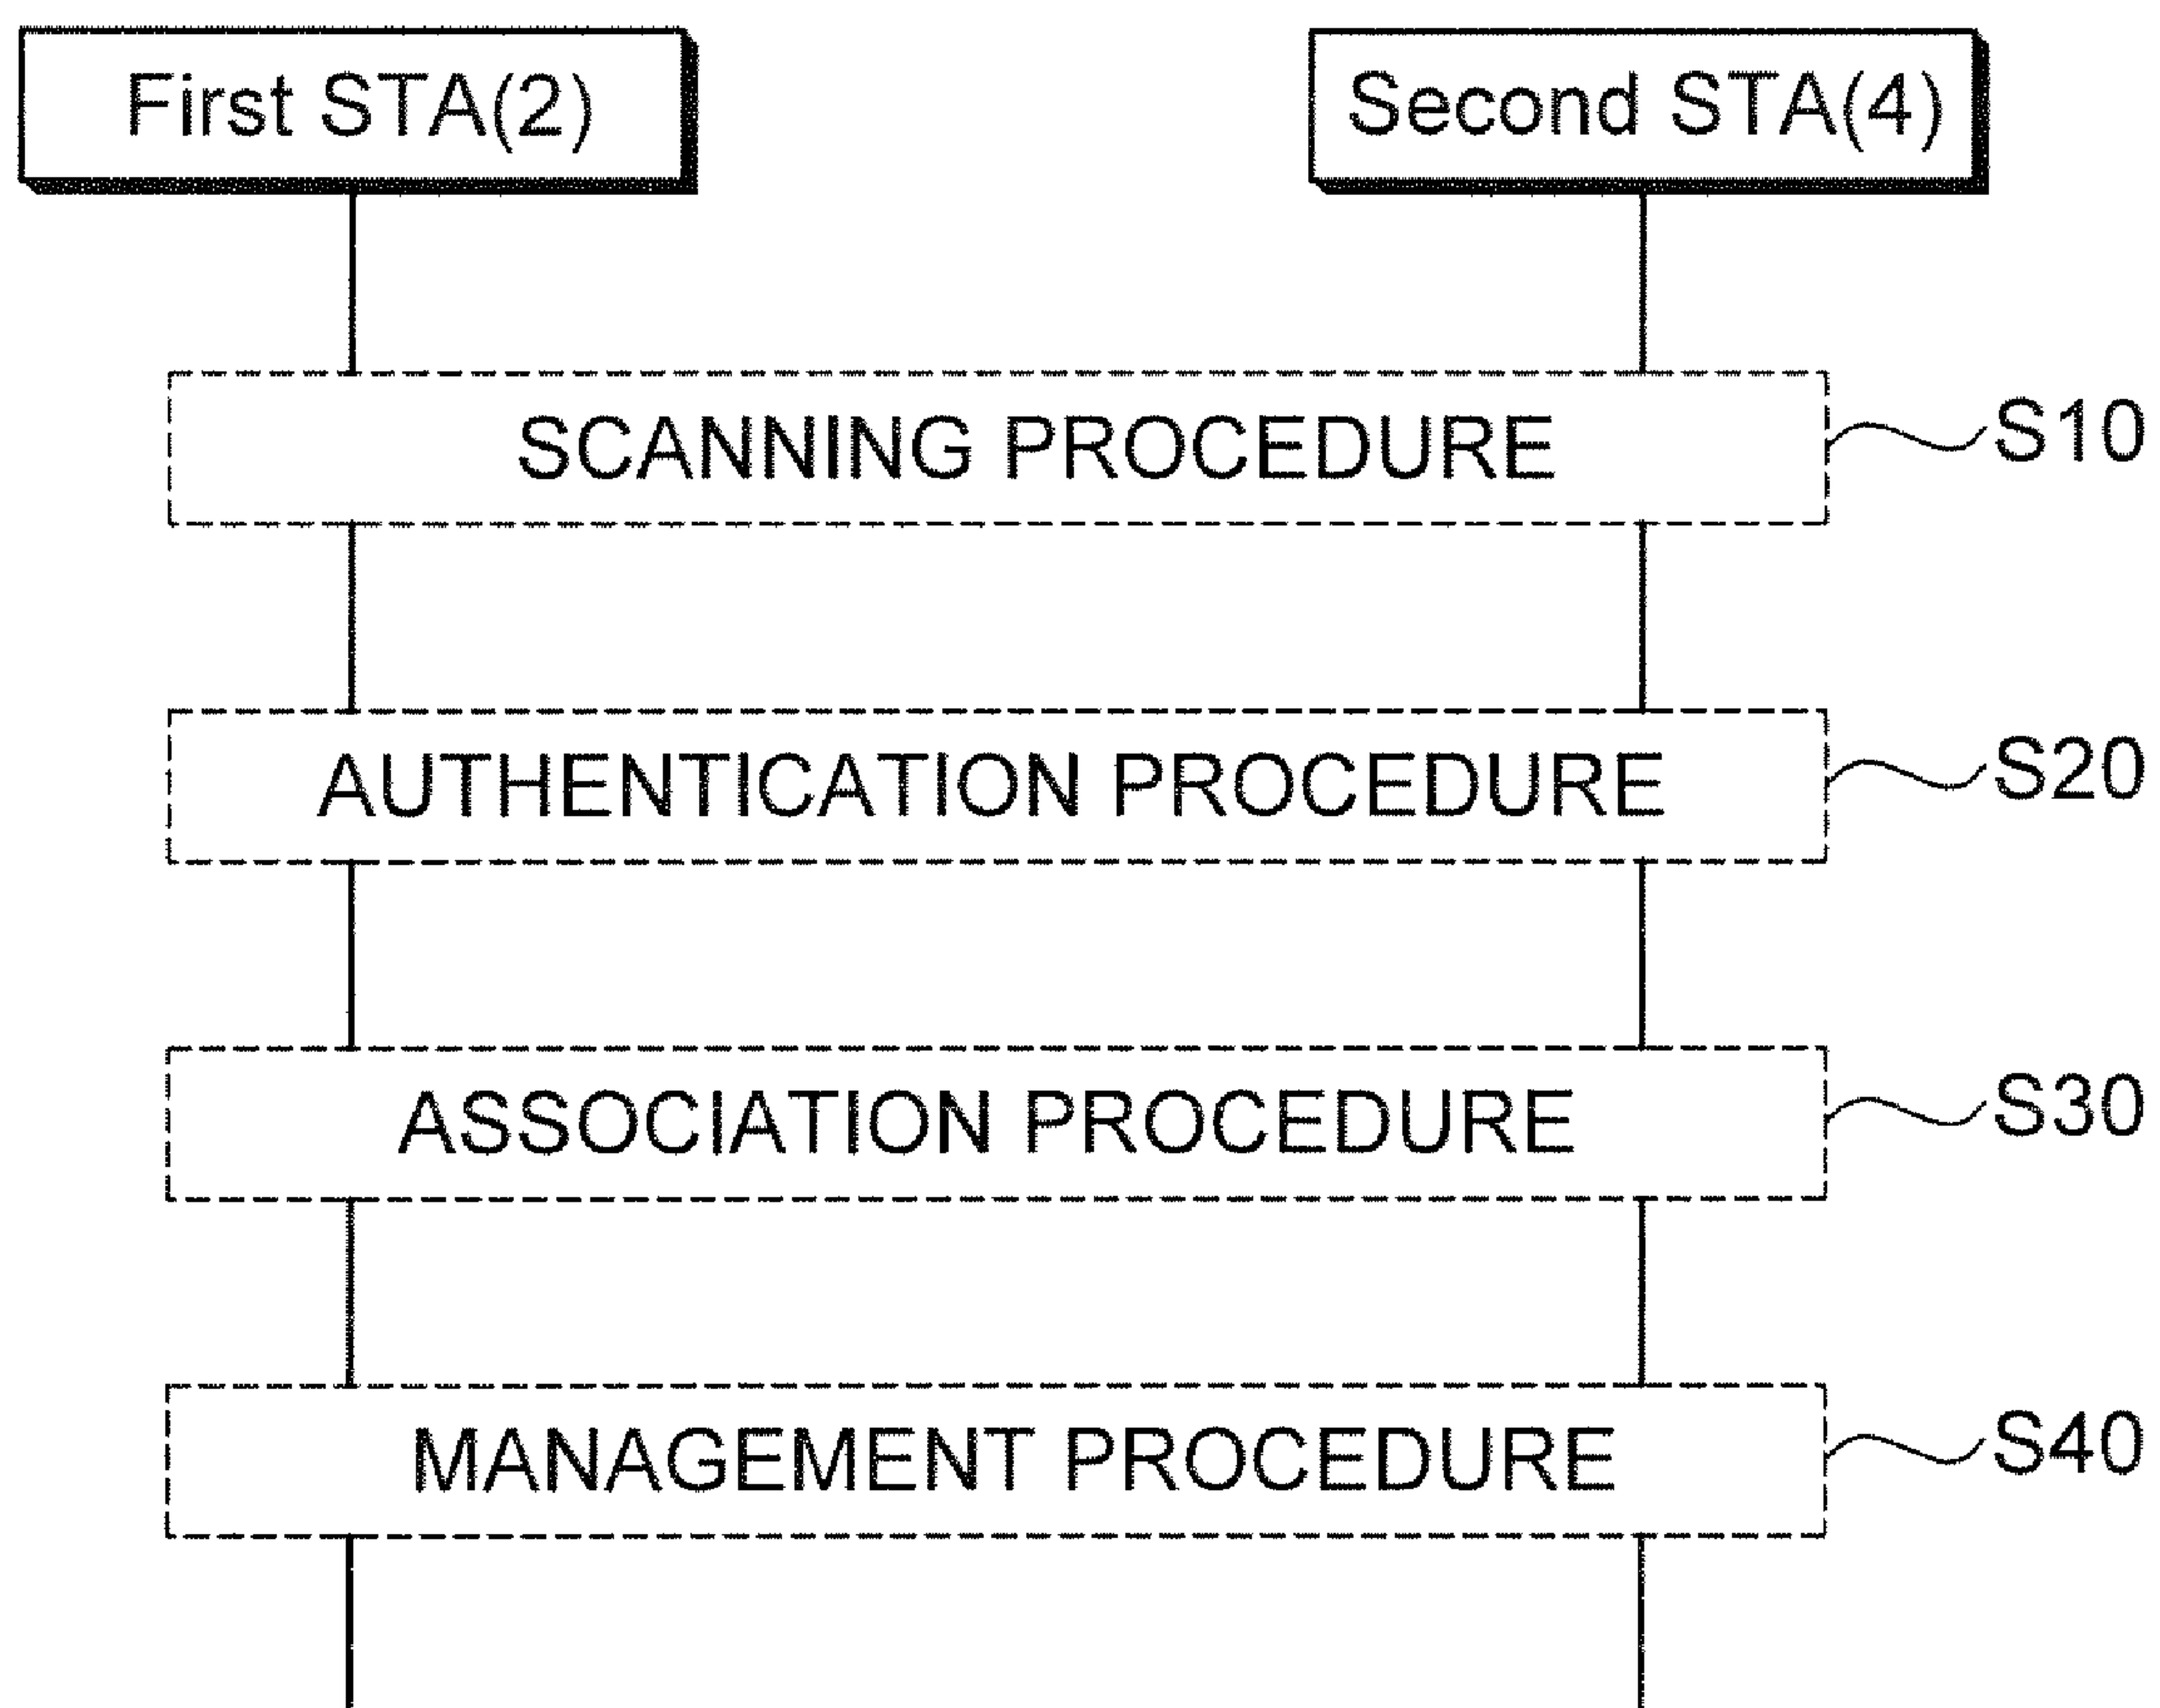 First STA(2)
Second STA(4)
SCANNING PROCEDURE
S10
AUTHENTICATION PROCEDURE
S20
ASSOCIATION PROCEDURE
S30
MANAGEMENT PROCEDURE
S40